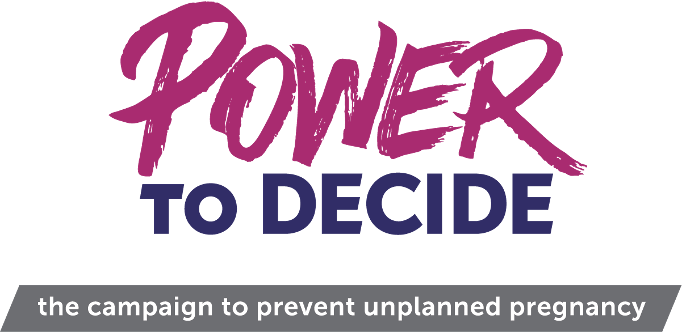 POWER
TO DECIDE
the campaign to prevent unplanned pregnancy